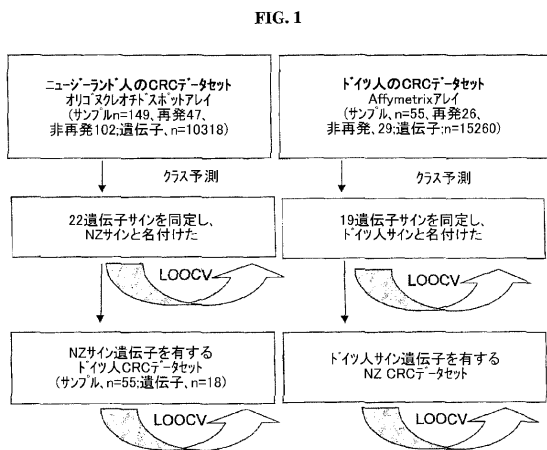 FIG. 1
ニュージーランド人のCRCデータセット
オリゴヌクレオチドスポットアレイ
(サンプルn=149、再発47、
非再発102;遺伝子、n=10318)
ドイツ人のCRCデータセット
Affymetrixアレイ
(サンプル、n=55、再発26、
非再発、29;遺伝子;n=15260)
クラス予測
クラス予測
22遺伝子サインを同定し、
NZサインと名付けた
19遺伝子サインを同定し、
ドイツ人サインと名付けた
LOOCV
LOOCV
NZサイン遺伝子を有する
ドイツ人CRCデータセット
(サンプル、n=55;遺伝子、n=18)
ドイツ人サイン遺伝子を有する
NZ CRCデータセット
LOOCV
LOOCV